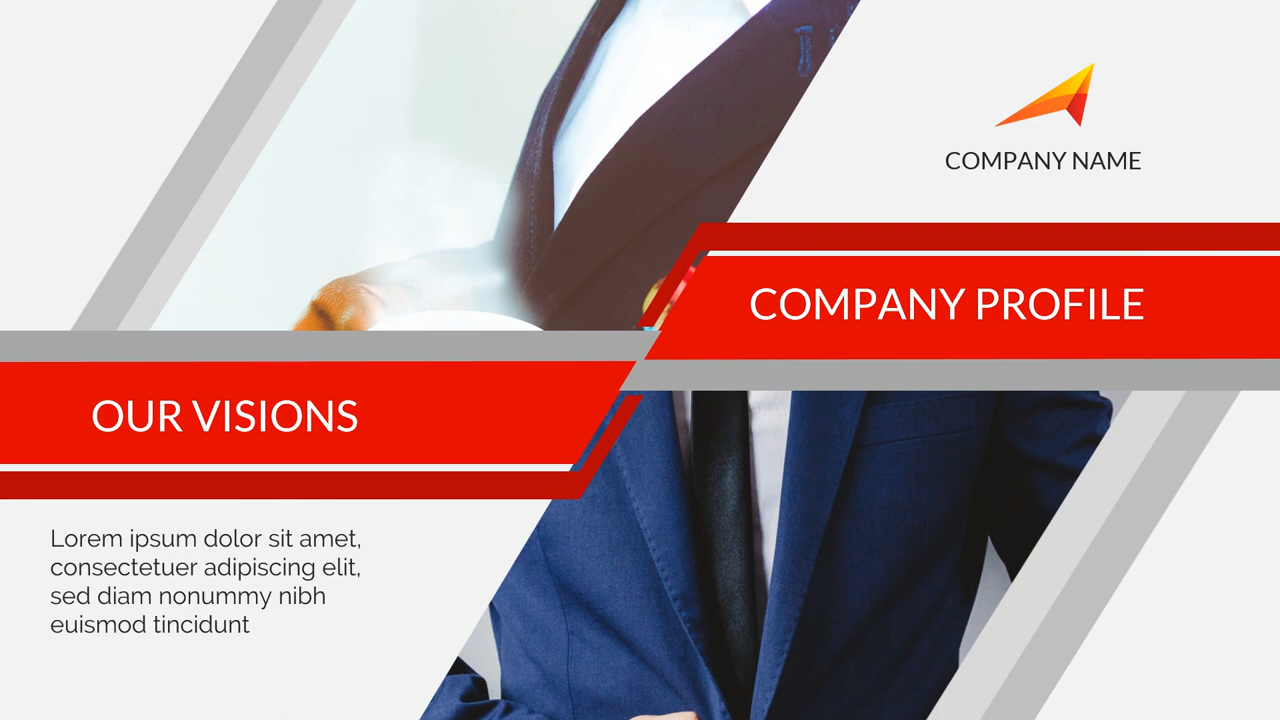 COMPANY NAME
COMPANY PROFILE
OUR VISIONS
Lorem ipsum dolor sit amet,
consectetuer adipiscing elit,
sed diam nonummy nibh
euismod tincidunt